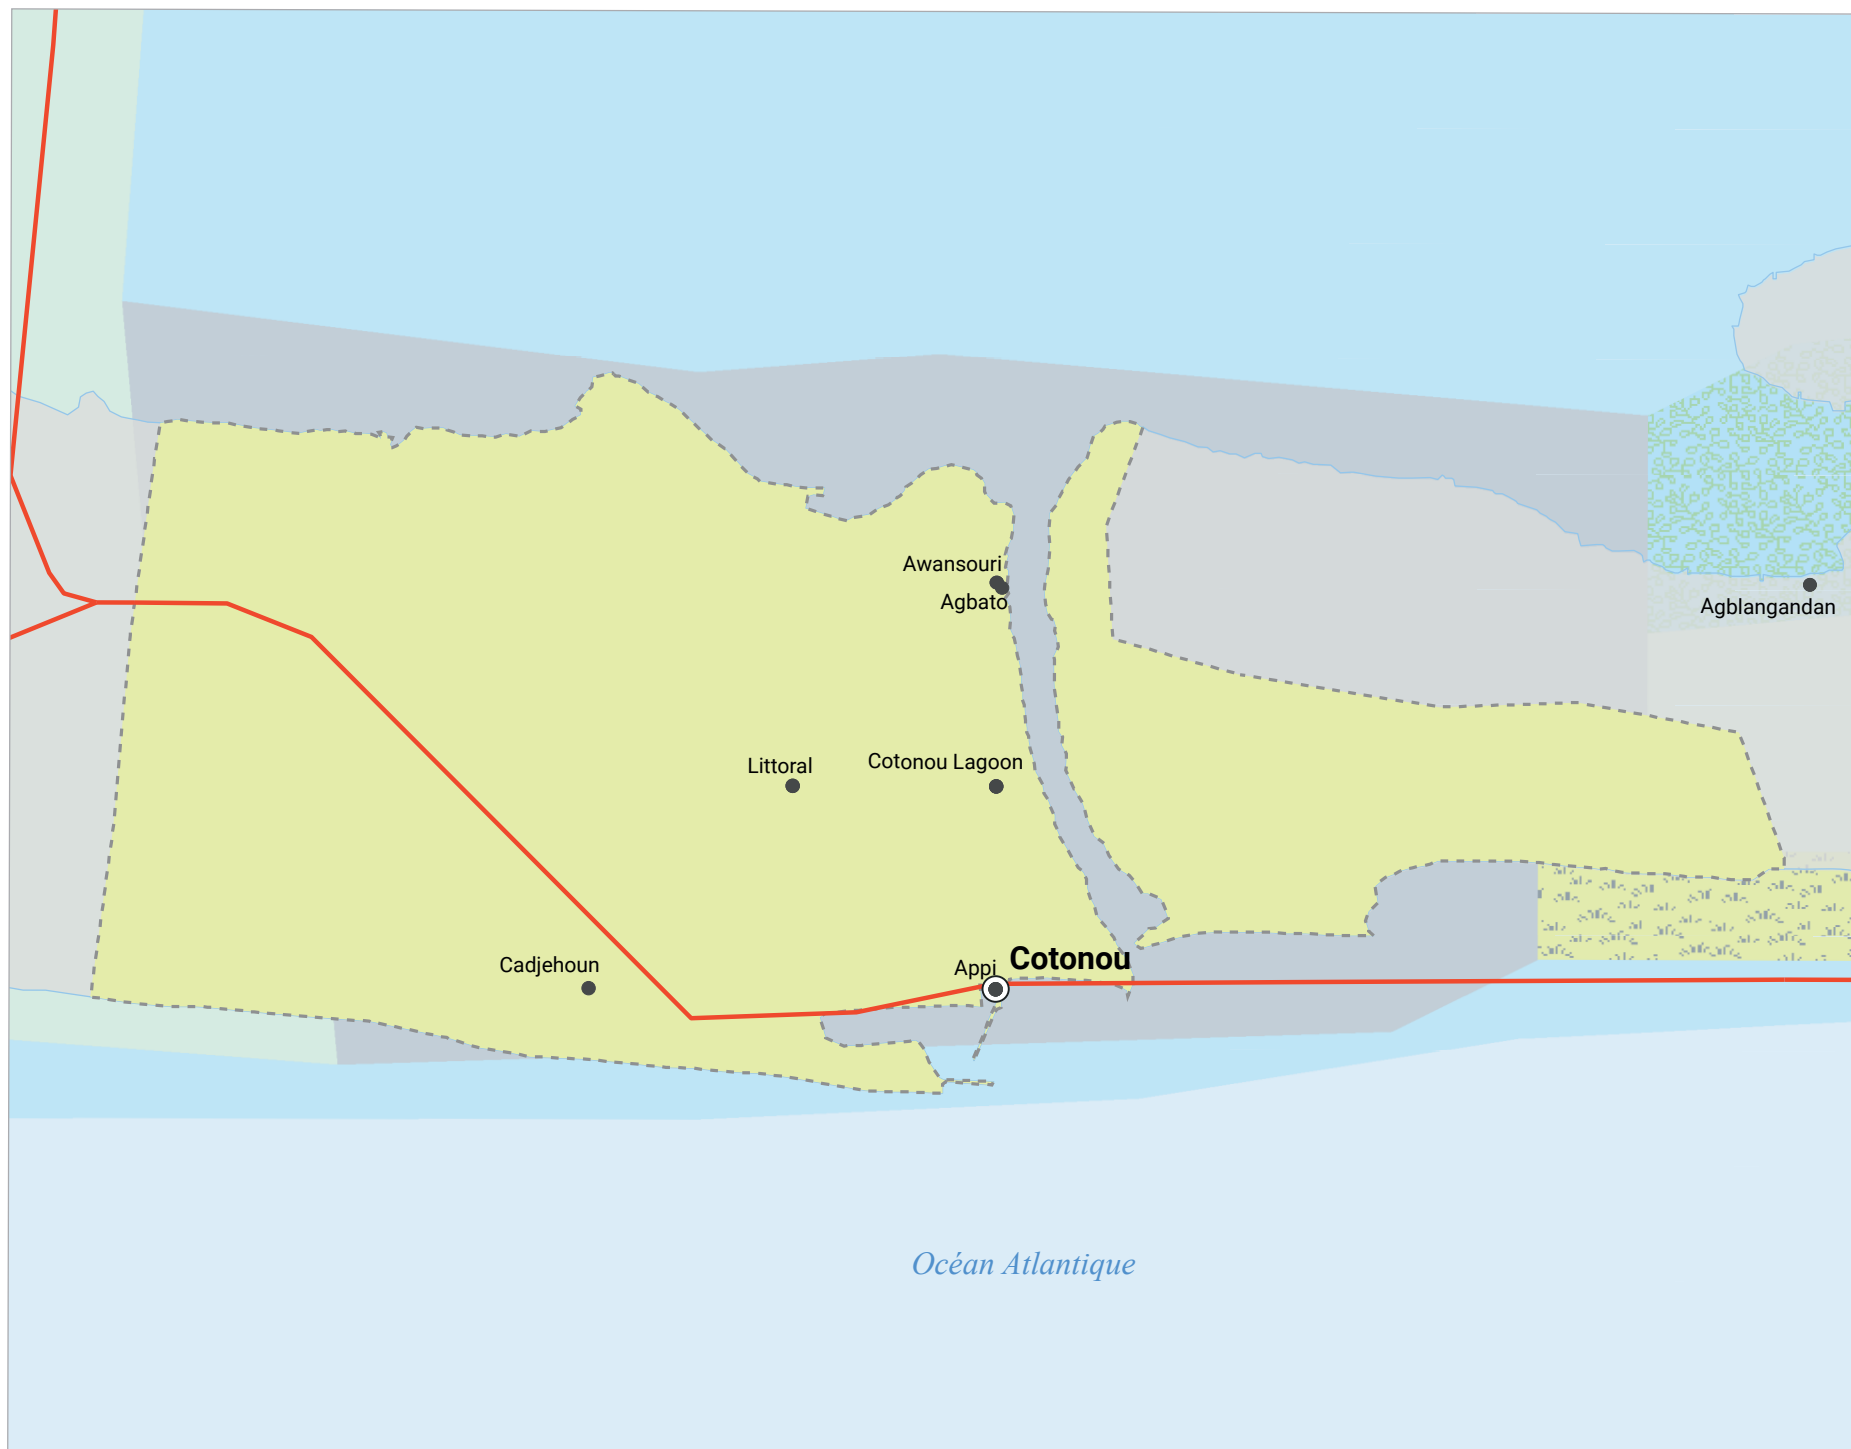 Awansouri
Agbato
Agblangandan
Littoral
Cotonou Lagoon
Cadjehoun
Appi
Cotonou
Océan Atlantique